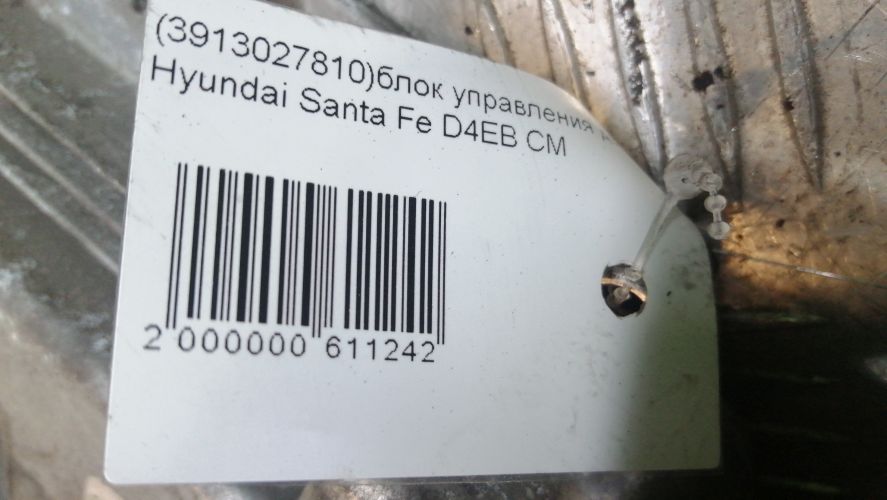 (3913027810)блок управления
Hyundai Santa Fe D4EB CM
2 000000 611242